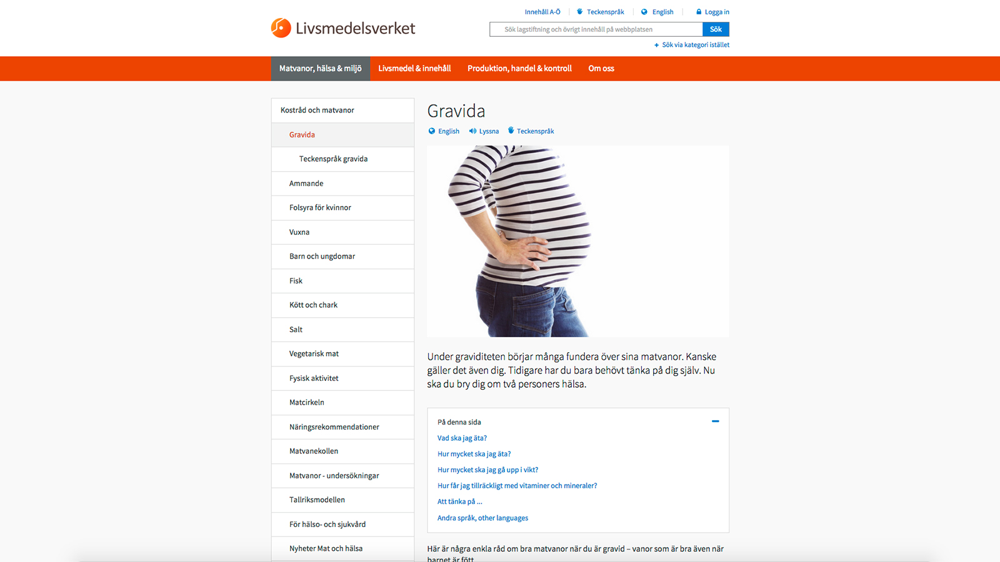 Innehåll A-Ö
Teckenspråk
English
Logga in
Livsmedelsverket
Sök lagstiftning och övrigt innehåll på webbplatsen
Sök
+ Sök via kategori istället
Matvanor, hälsa & miljö
Livsmedel & innehåll
Produktion, handel & kontroll
Om oss
Kostråd och matvanor
Gravida
Teckenspråk gravida
Ammande
Folsyra för kvinnor
Vuxna
Barn och ungdomar
Fisk
Kött och chark
Salt
Vegetarisk mat
Fysisk aktivitet
Matcirkeln
Näringsrekommendationer
Matvanekollen
Matvanor - undersökningar
Tallriksmodellen
För hälso- och sjukvård
Nyheter Mat och hälsa
Gravida
English
Lyssna
Teckenspråk
Under graviditeten börjar många fundera över sina matvanor. Kanske
gäller det även dig. Tidigare har du bara behövt tänka på dig själv. Nu
ska du bry dig om två personers hälsa.
På denna sida
Vad ska jag äta?
Hur mycket ska jag äta?
Hur mycket ska jag gå upp i vikt?
Hur får jag tillräckligt med vitaminer och mineraler?
Att tänka på ...
Andra språk, other languages
Här är några enkla råd om bra matvanor när du är gravid – vanor som är bra även när
barnet är fött